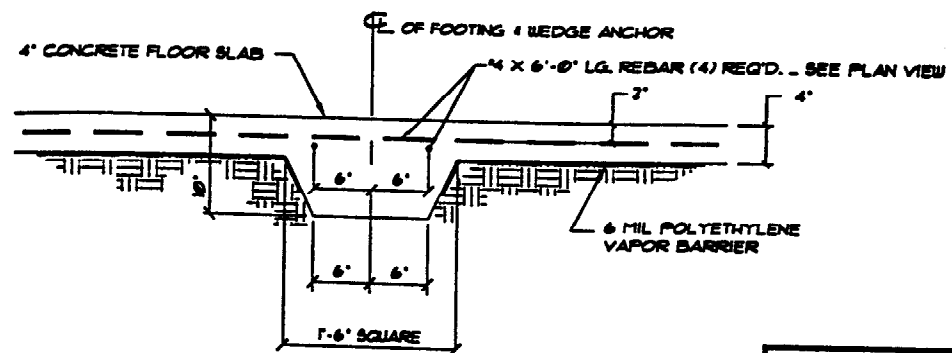 ℄ OF FOOTING & WEDGE ANCHOR
4" CONCRETE FLOOR SLAB
#4 X 6'-0" LG. REBAR (4) REQ'D. - SEE PLAN VIEW
2"
4"
10"
6" 6"
6 MIL POLYETHYLENE
VAPOR BARRIER
6" 6"
1'-6" SQUARE